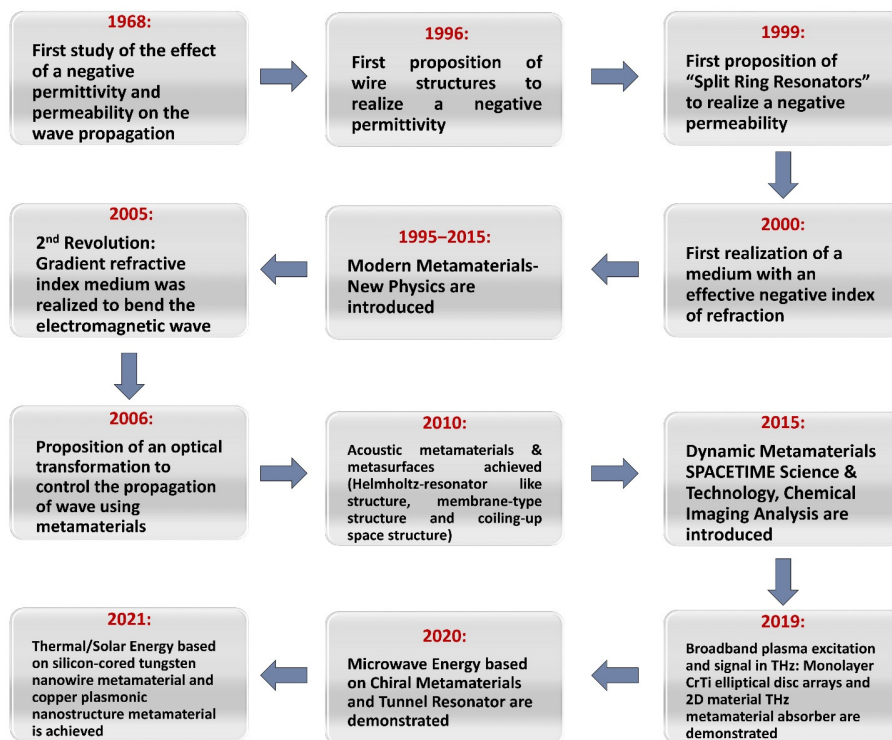 1968:
First study of the effect
of a negative
permittivity and
permeability on the
wave propagation
1996:
First proposition of
wire structures to
realize a negative
permittivity
1999:
First proposition of
“Split Ring Resonators”
to realize a negative
permeability
2000:
First realization of a
medium with an
effective negative index
of refraction
1995–2015:
Modern Metamaterials-
New Physics are
introduced
2005:
2nd Revolution:
Gradient refractive
index medium was
realized to bend the
electromagnetic wave
2006:
Proposition of an optical
transformation to
control the propagation
of wave using
metamaterials
2010:
Acoustic metamaterials &
metasurfaces achieved
(Helmholtz-resonator like
structure, membrane-type
structure and coiling-up
space structure)
2015:
Dynamic Metamaterials
SPACETIME Science &
Technology, Chemical
Imaging Analysis are
introduced
2019:
Broadband plasma excitation
and signal in THz: Monolayer
CrTi elliptical disc arrays and
2D material THz
metamaterial absorber are
demonstrated
2020:
Microwave Energy based
on Chiral Metamaterials
and Tunnel Resonator are
demonstrated
2021:
Thermal/Solar Energy based
on silicon-cored tungsten
nanowire metamaterial and
copper plasmonic
nanostructure metamaterial
is achieved